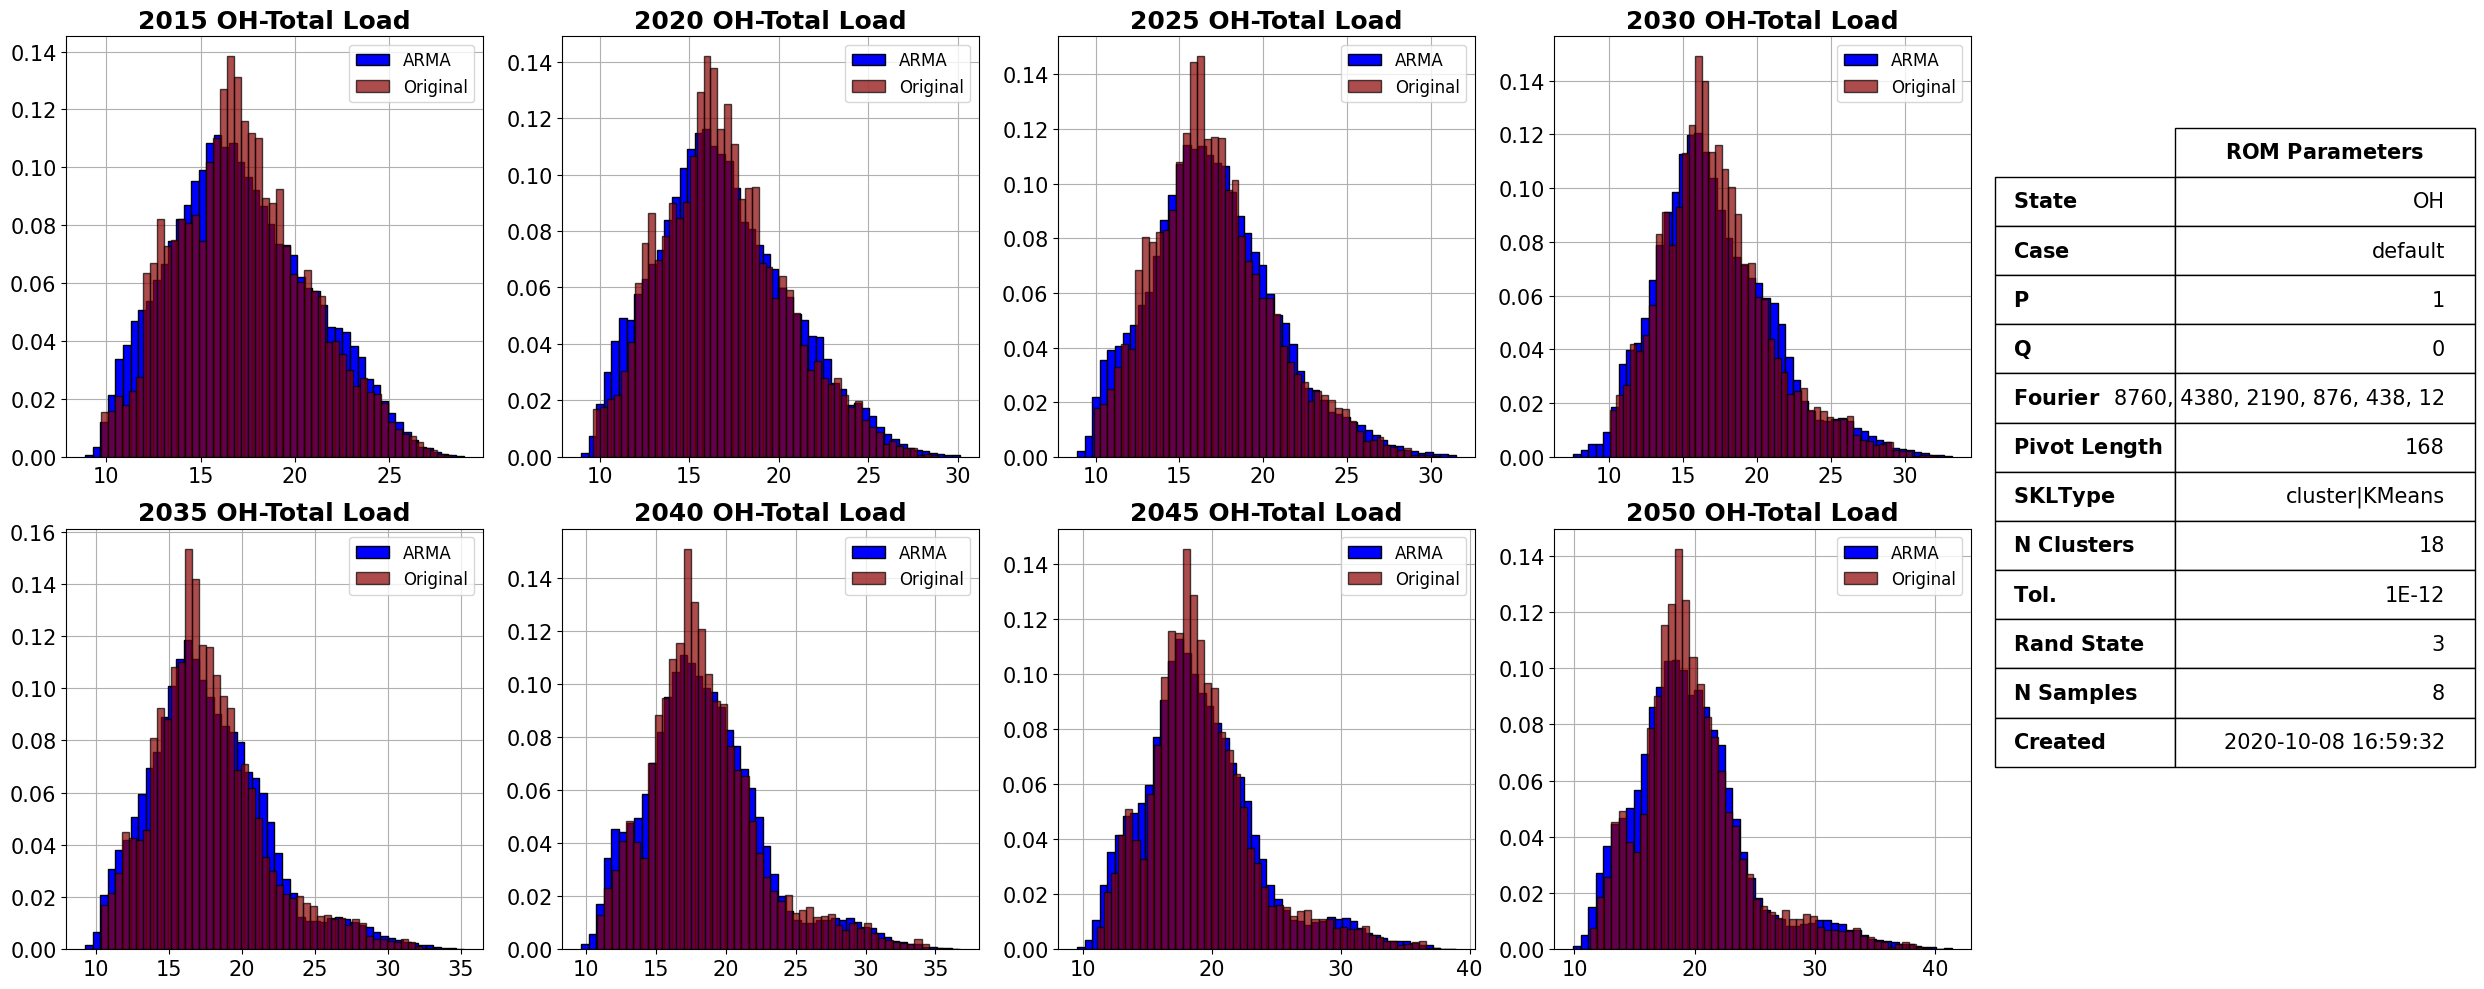 2015 OH-Total Load
0.14
0.12
0.10
0.08
0.06
0.04
0.02
0.00
10
15
20
25
ARMA
Original
2020 OH-Total Load
0.14
0.12
0.10
0.08
0.06
0.04
0.02
0.00
10
15
20
25
30
ARMA
Original
2025 OH-Total Load
0.14
0.12
0.10
0.08
0.06
0.04
0.02
0.00
10
15
20
25
30
ARMA
Original
2030 OH-Total Load
0.14
0.12
0.10
0.08
0.06
0.04
0.02
0.00
10
15
20
25
30
ARMA
Original
2035 OH-Total Load
0.16
0.14
0.12
0.10
0.08
0.06
0.04
0.02
0.00
10
15
20
25
30
35
ARMA
Original
2040 OH-Total Load
0.14
0.12
0.10
0.08
0.06
0.04
0.02
0.00
10
15
20
25
30
35
ARMA
Original
2045 OH-Total Load
0.14
0.12
0.10
0.08
0.06
0.04
0.02
0.00
10
20
30
40
ARMA
Original
2050 OH-Total Load
0.14
0.12
0.10
0.08
0.06
0.04
0.02
0.00
10
20
30
40
ARMA
Original
ROM Parameters
State OH
Case default
P 1
Q 0
Fourier 8760, 4380, 2190, 876, 438, 12
Pivot Length 168
SKLType cluster|KMeans
N Clusters 18
Tol. 1E-12
Rand State 3
N Samples 8
Created 2020-10-08 16:59:32